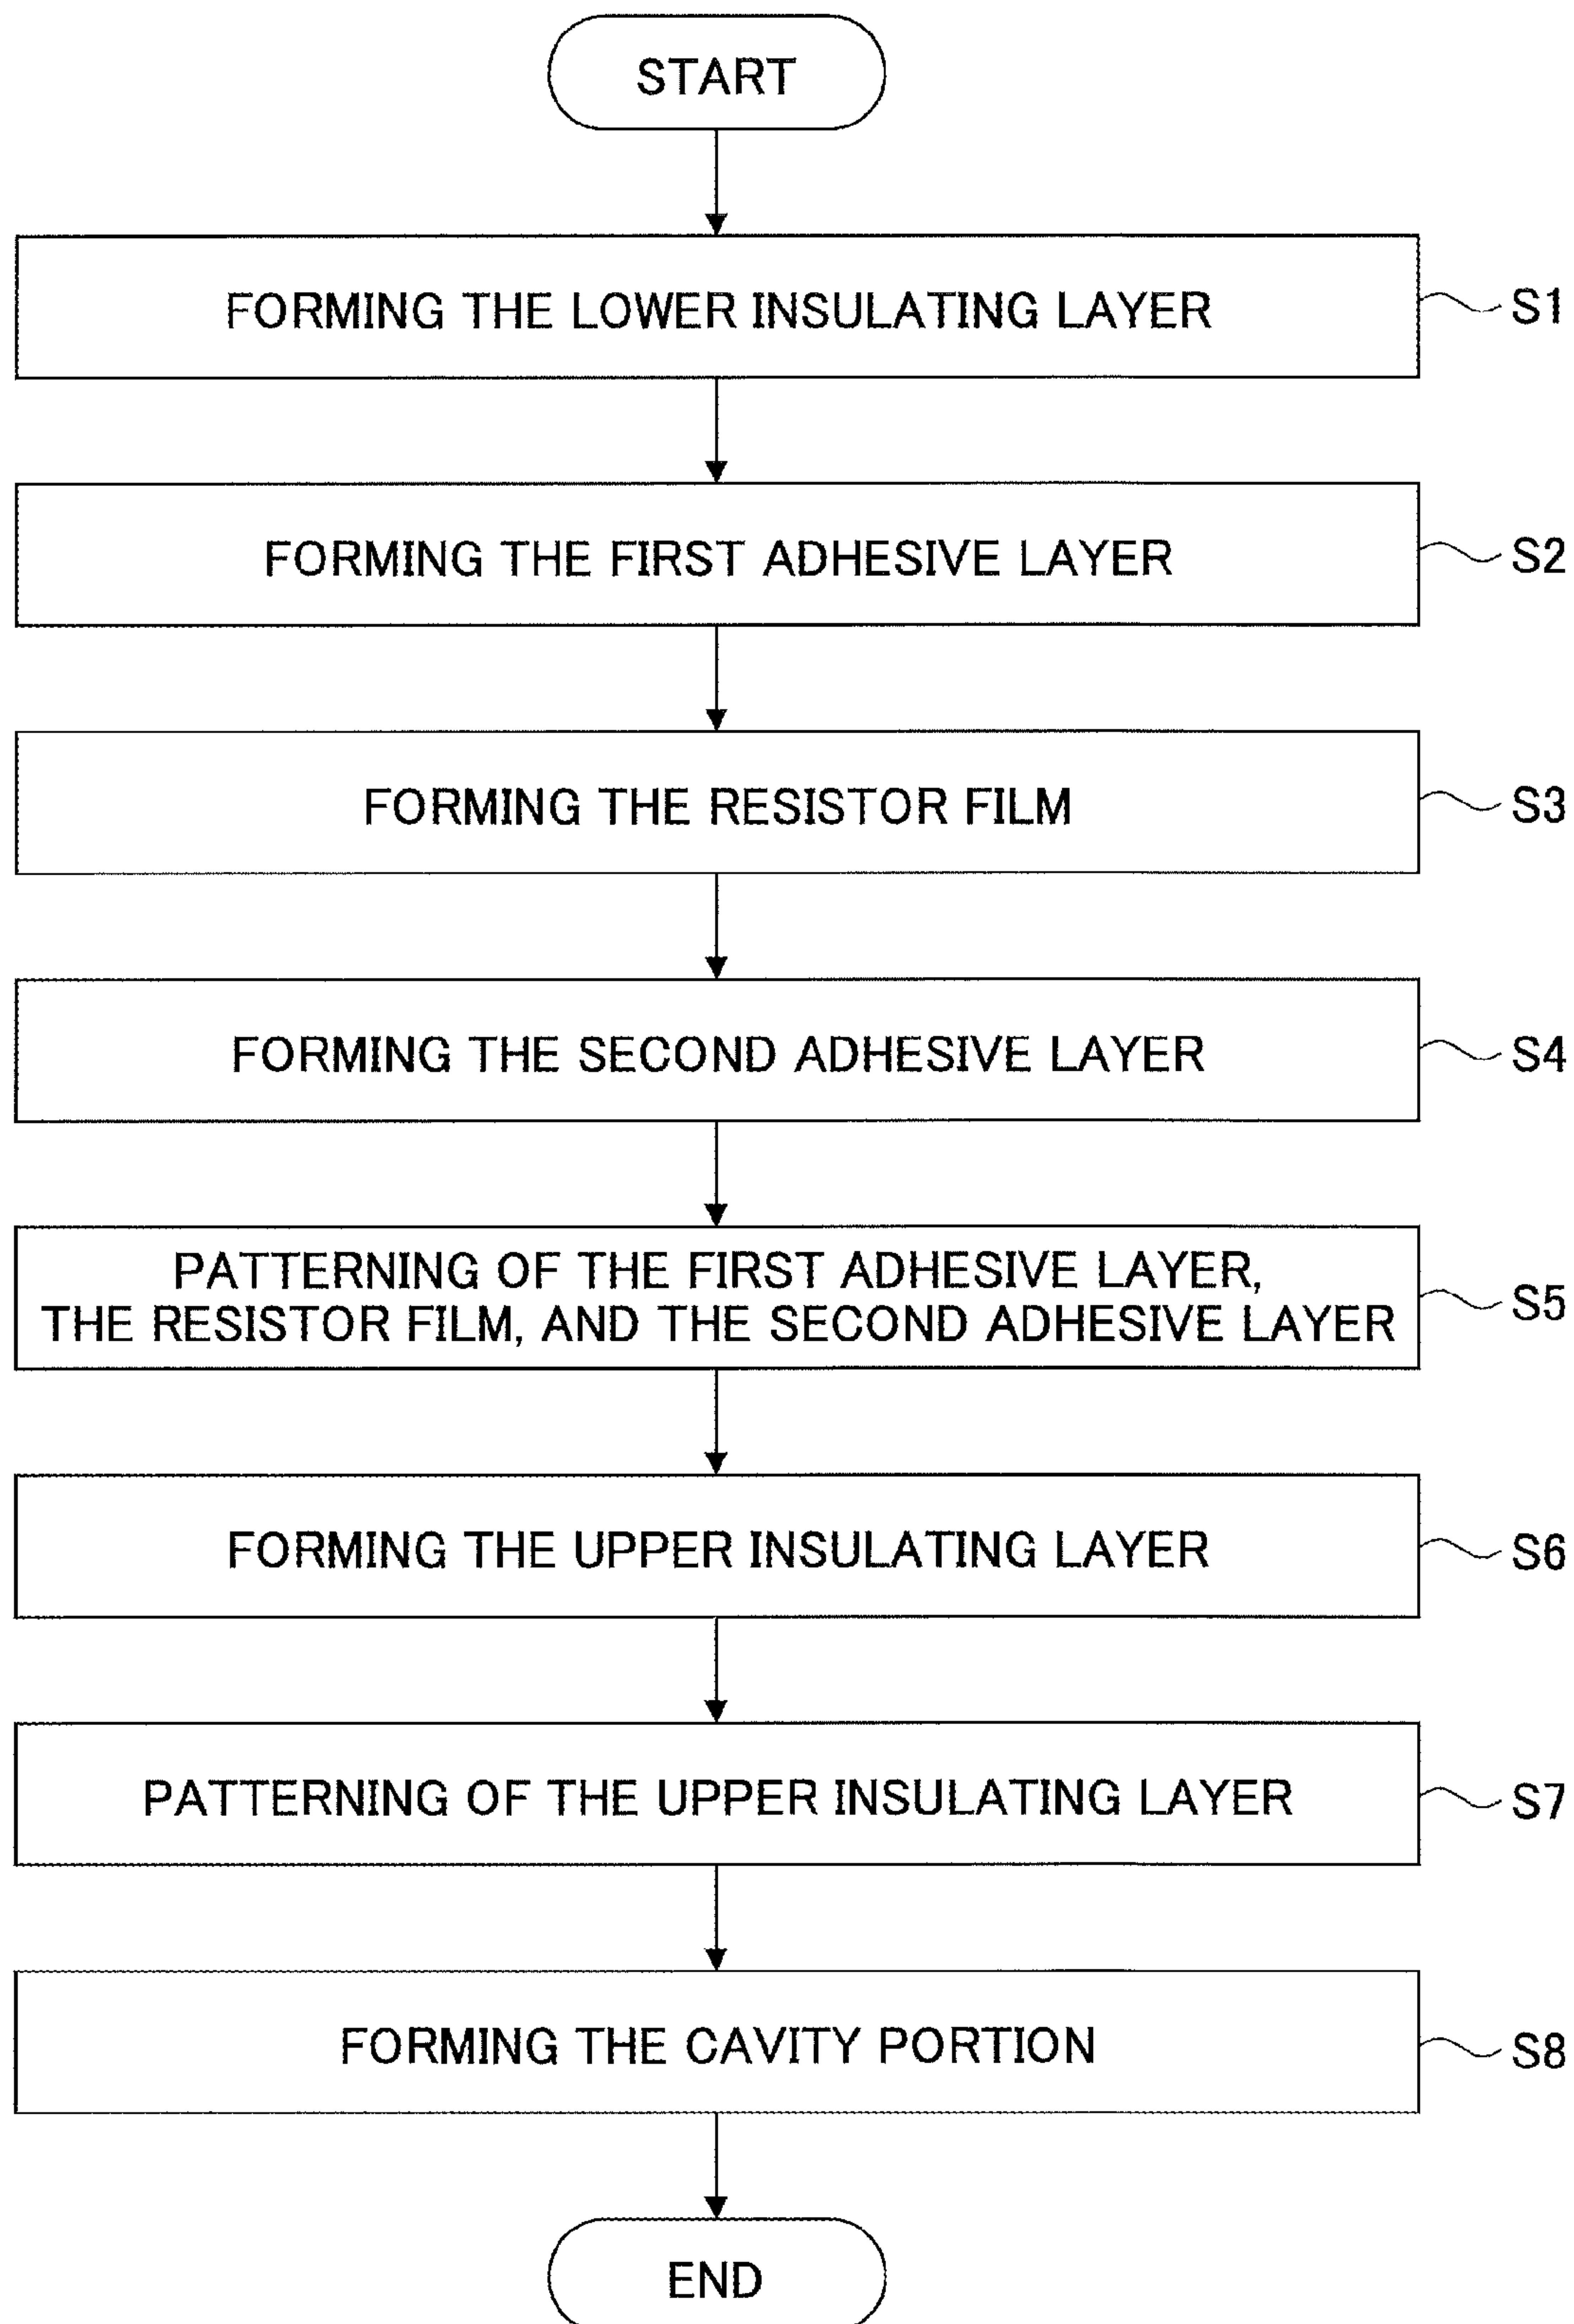 START
FORMING THE LOWER INSULATING LAYER
S1
FORMING THE FIRST ADHESIVE LAYER
S2
FORMING THE RESISTOR FILM
S3
FORMING THE SECOND ADHESIVE LAYER
S4
PATTERNING OF THE FIRST ADHESIVE LAYER,
THE RESISTOR FILM, AND THE SECOND ADHESIVE LAYER
S5
FORMING THE UPPER INSULATING LAYER
S6
PATTERNING OF THE UPPER INSULATING LAYER
S7
FORMING THE CAVITY PORTION
S8
END